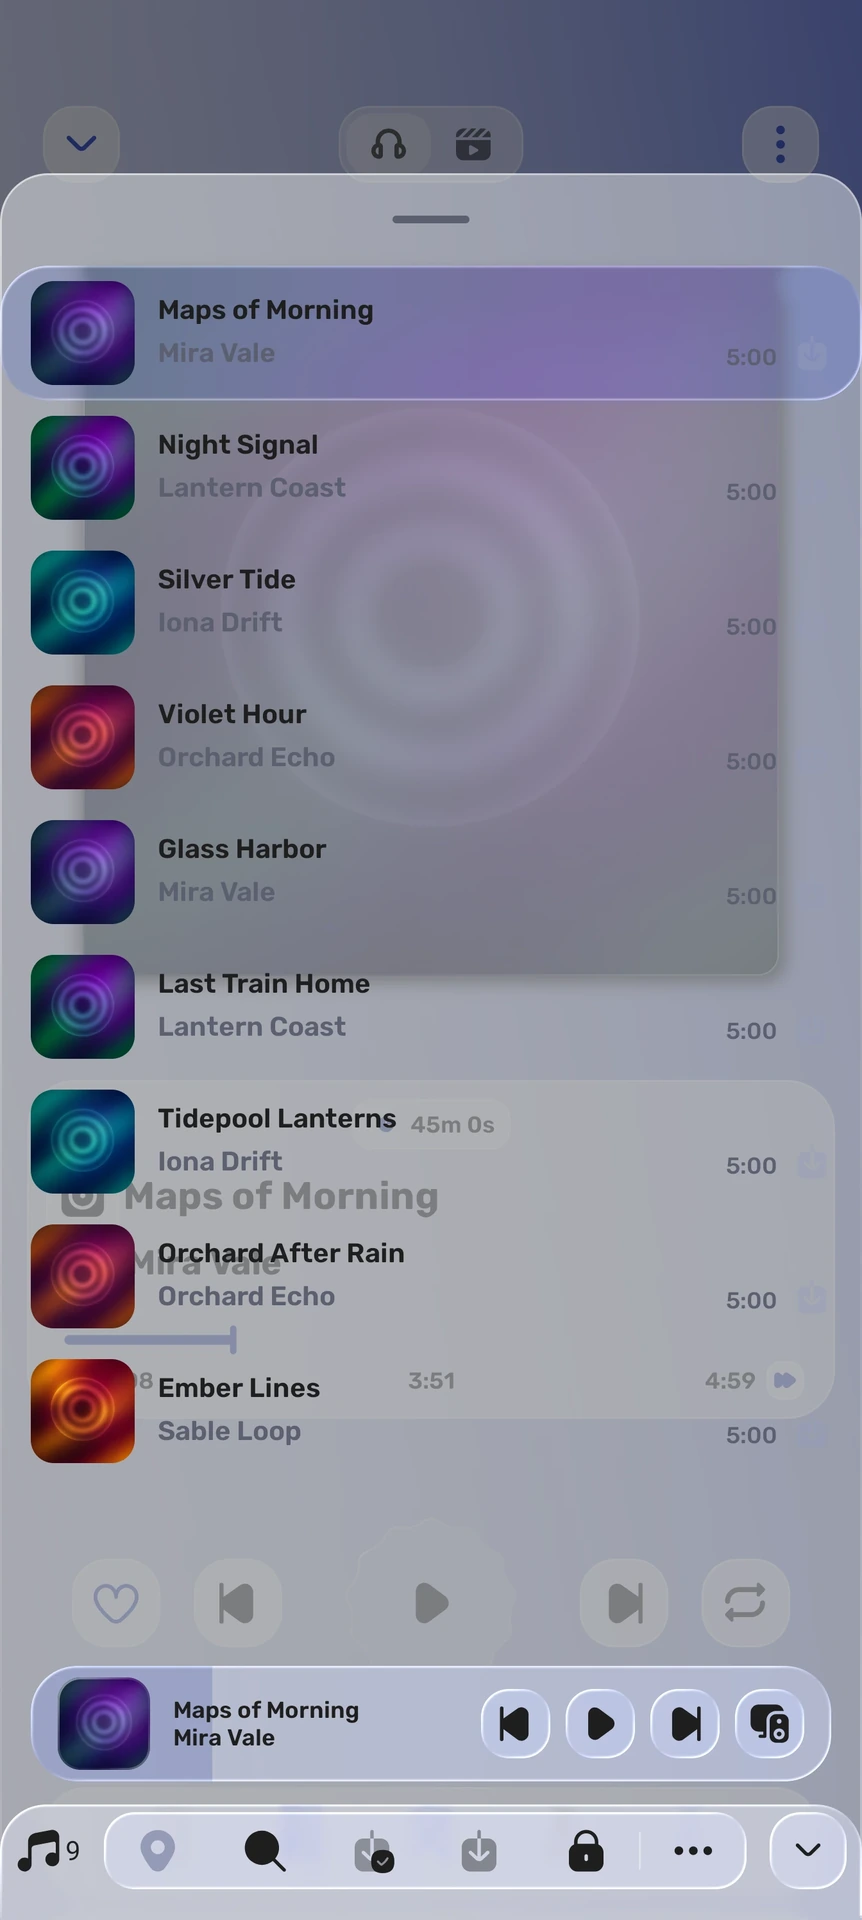 Maps of Morning
Mira Vale
5:00
Night Signal
Lantern Coast
5:00
Silver Tide
Iona Drift
5:00
Violet Hour
Orchard Echo
5:00
Glass Harbor
Mira Vale
5:00
Last Train Home
Lantern Coast
5:00
Tidepool Lanterns
45m 0s
Iona Drift
5:00
Maps of Morning
Orchard After Rain
Mira Vale
Orchard Echo
5:00
3:51
4:59
Ember Lines
Sable Loop
5:00
Maps of Morning
Mira Vale
9